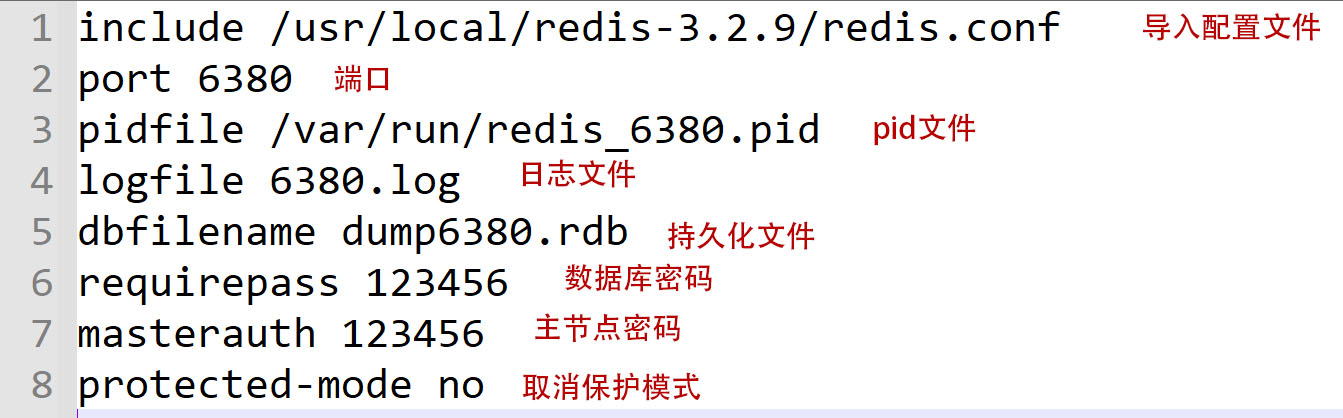 1 include /usr/local/redis-3.2.9/redis.conf 导入配置文件
2 port 6380 端口
3 pidfile /var/run/redis_6380.pid pid文件
4 logfile 6380.log 日志文件
5 dbfilename dump6380.rdb 持久化文件
6 requirepass 123456 数据库密码
7 masterauth 123456 主节点密码
8 protected-mode no 取消保护模式